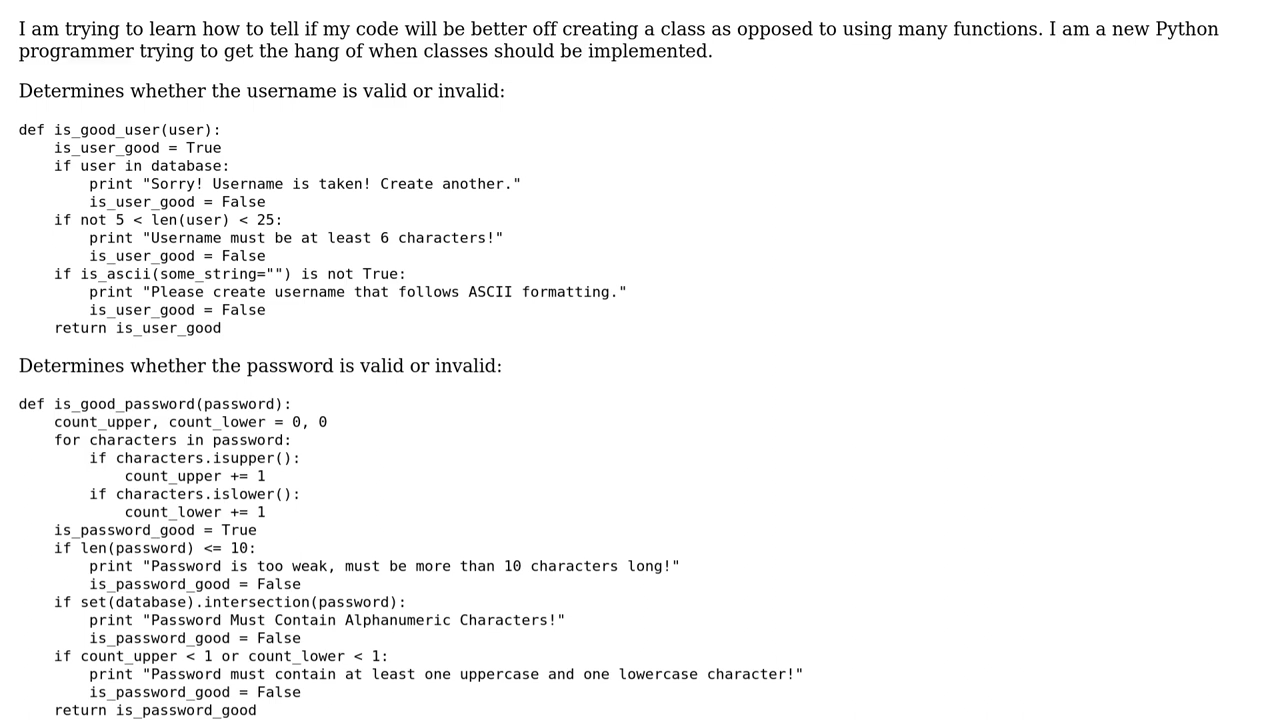 I am trying to learn how to tell if my code will be better off creating a class as opposed to using many functions. I am a new Python
programmer trying to get the hang of when classes should be implemented.
Determines whether the username is valid or invalid:
def is_good_user(user):
    is_user_good = True
    if user in database:
        print "Sorry! Username is taken! Create another."
        is_user_good = False
    if not 5 < len(user) < 25:
        print "Username must be at least 6 characters!"
        is_user_good = False
    if is_ascii(some_string="") is not True:
        print "Please create username that follows ASCII formatting."
        is_user_good = False
    return is_user_good
Determines whether the password is valid or invalid:
def is_good_password(password):
    count_upper, count_lower = 0, 0
    for characters in password:
        if characters.isupper():
            count_upper += 1
        if characters.islower():
            count_lower += 1
    is_password_good = True
    if len(password) <= 10:
        print "Password is too weak, must be more than 10 characters long!"
        is_password_good = False
    if set(database).intersection(password):
        print "Password Must Contain Alphanumeric Characters!"
        is_password_good = False
    if count_upper < 1 or count_lower < 1:
        print "Password must contain at least one uppercase and one lowercase character!"
        is_password_good = False
    return is_password_good